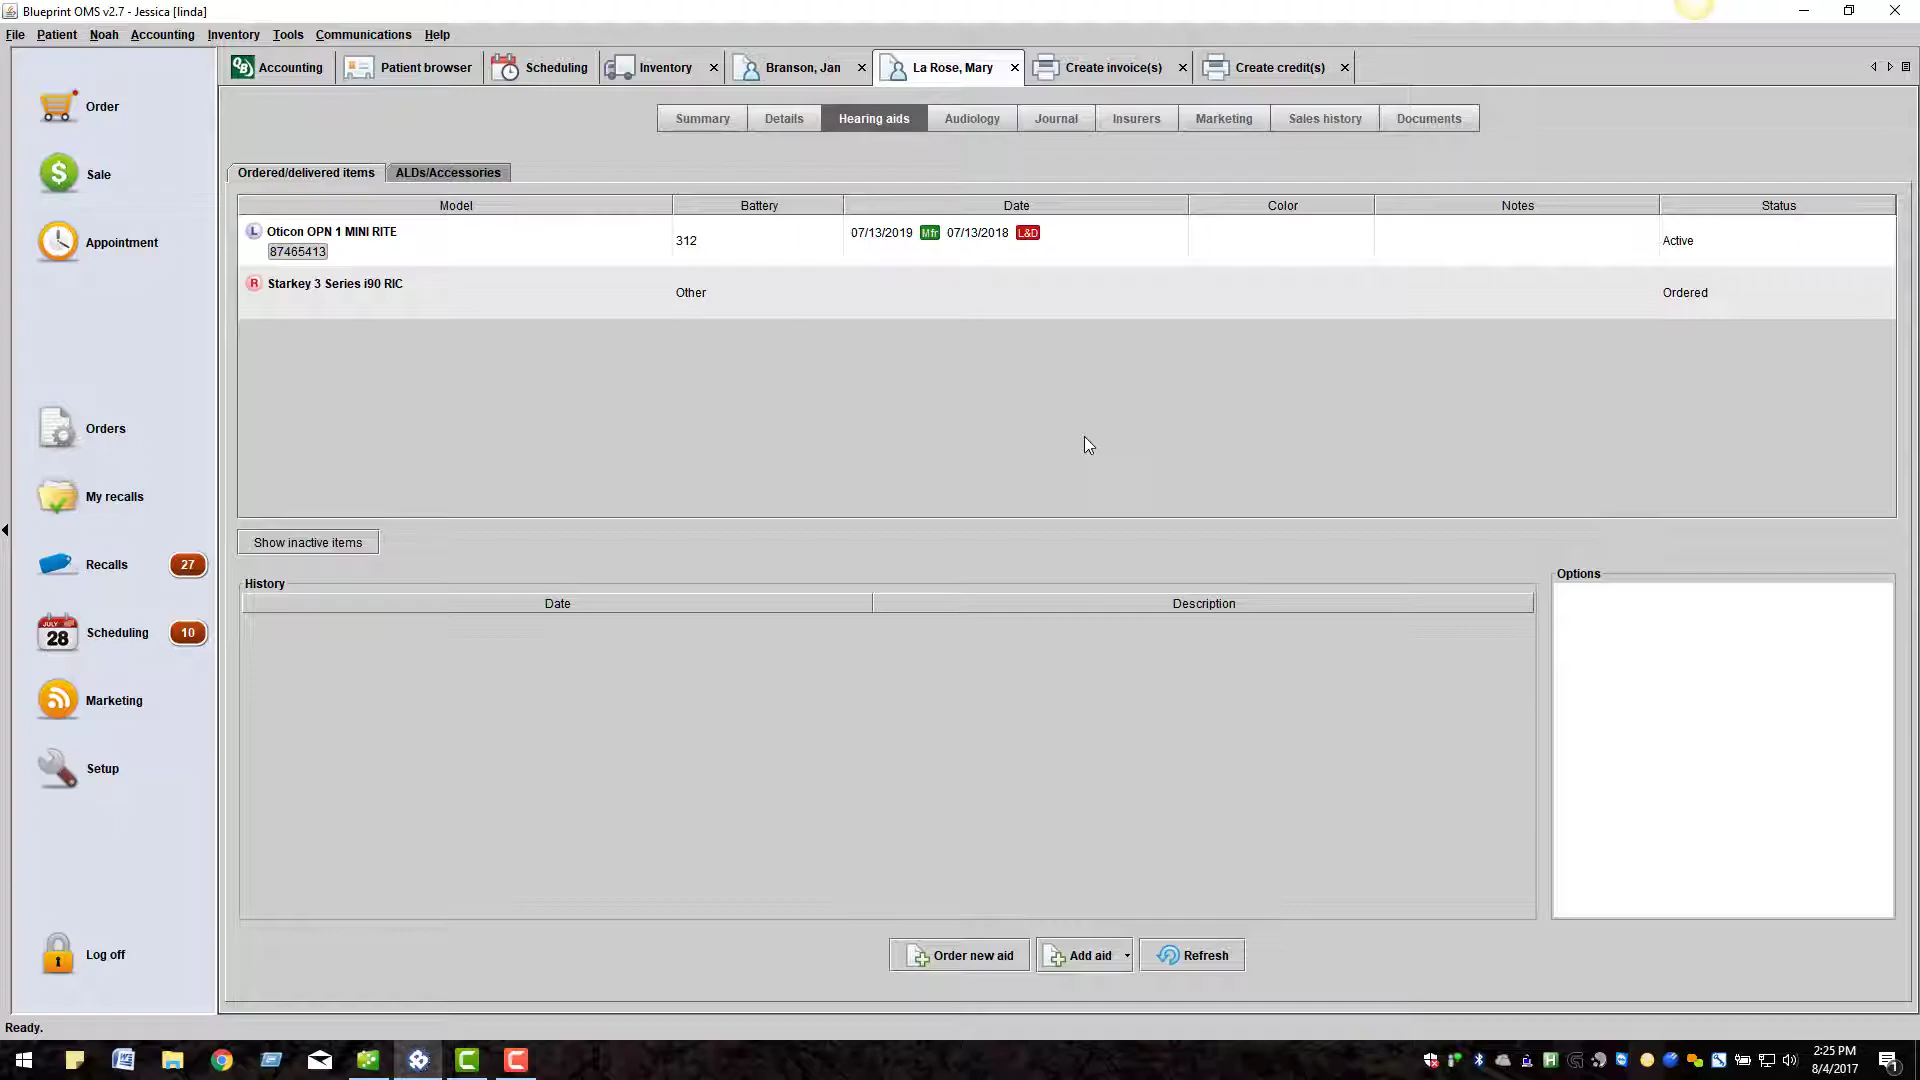 Blueprint OMS v2.7 - Jessica [linda]
File Patient Noah Accounting Inventory Tools Communications Help
Accounting Patient browser Scheduling Inventory Branson, Jan La Rose, Mary Create invoice(s) Create credit(s)
Order
Sale
Appointment
Orders
My recalls
Recalls 27
JULY 28 Scheduling 10
Marketing
Setup
Log off
Summary Details Hearing aids Audiology Journal Insurers Marketing Sales history Documents
Ordered/delivered items ALDs/Accessories
Model Battery Date Color Notes Status
L Oticon OPN 1 MINI RITE 312 07/13/2019 Mfr 07/13/2018 L&D Active
87465413
R Starkey 3 Series i90 RIC Other Ordered
Show inactive items
History
Date Description
Options
Order new aid Add aid Refresh
Ready.
2:25 PM
8/4/2017